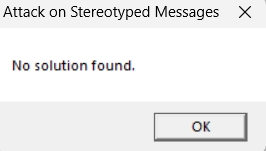 Attack on Stereotyped Messages
No solution found.
OK